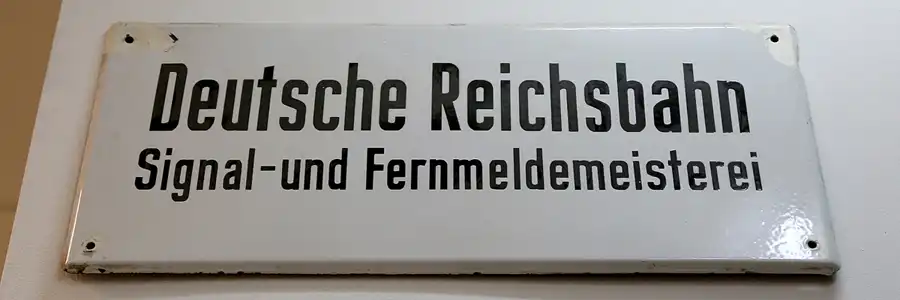 Deutsche Reichsbahn
Signal-und Fernmeldemeisterei